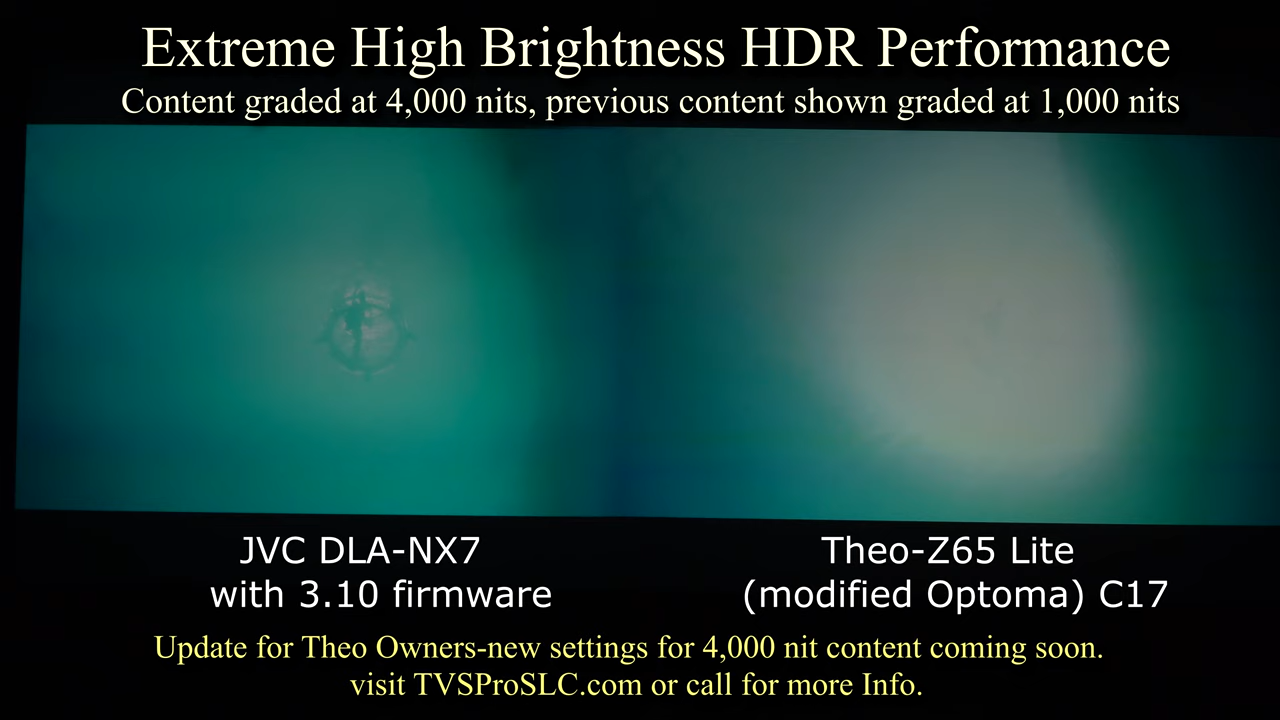 Extreme High Brightness HDR Performance
Content graded at 4,000 nits, previous content shown graded at 1,000 nits
JVC DLA-NX7
with 3.10 firmware
Theo-Z65 Lite
(modified Optoma) C17
Update for Theo Owners-new settings for 4,000 nit content coming soon.
visit TVSProSLC.com or call for more Info.